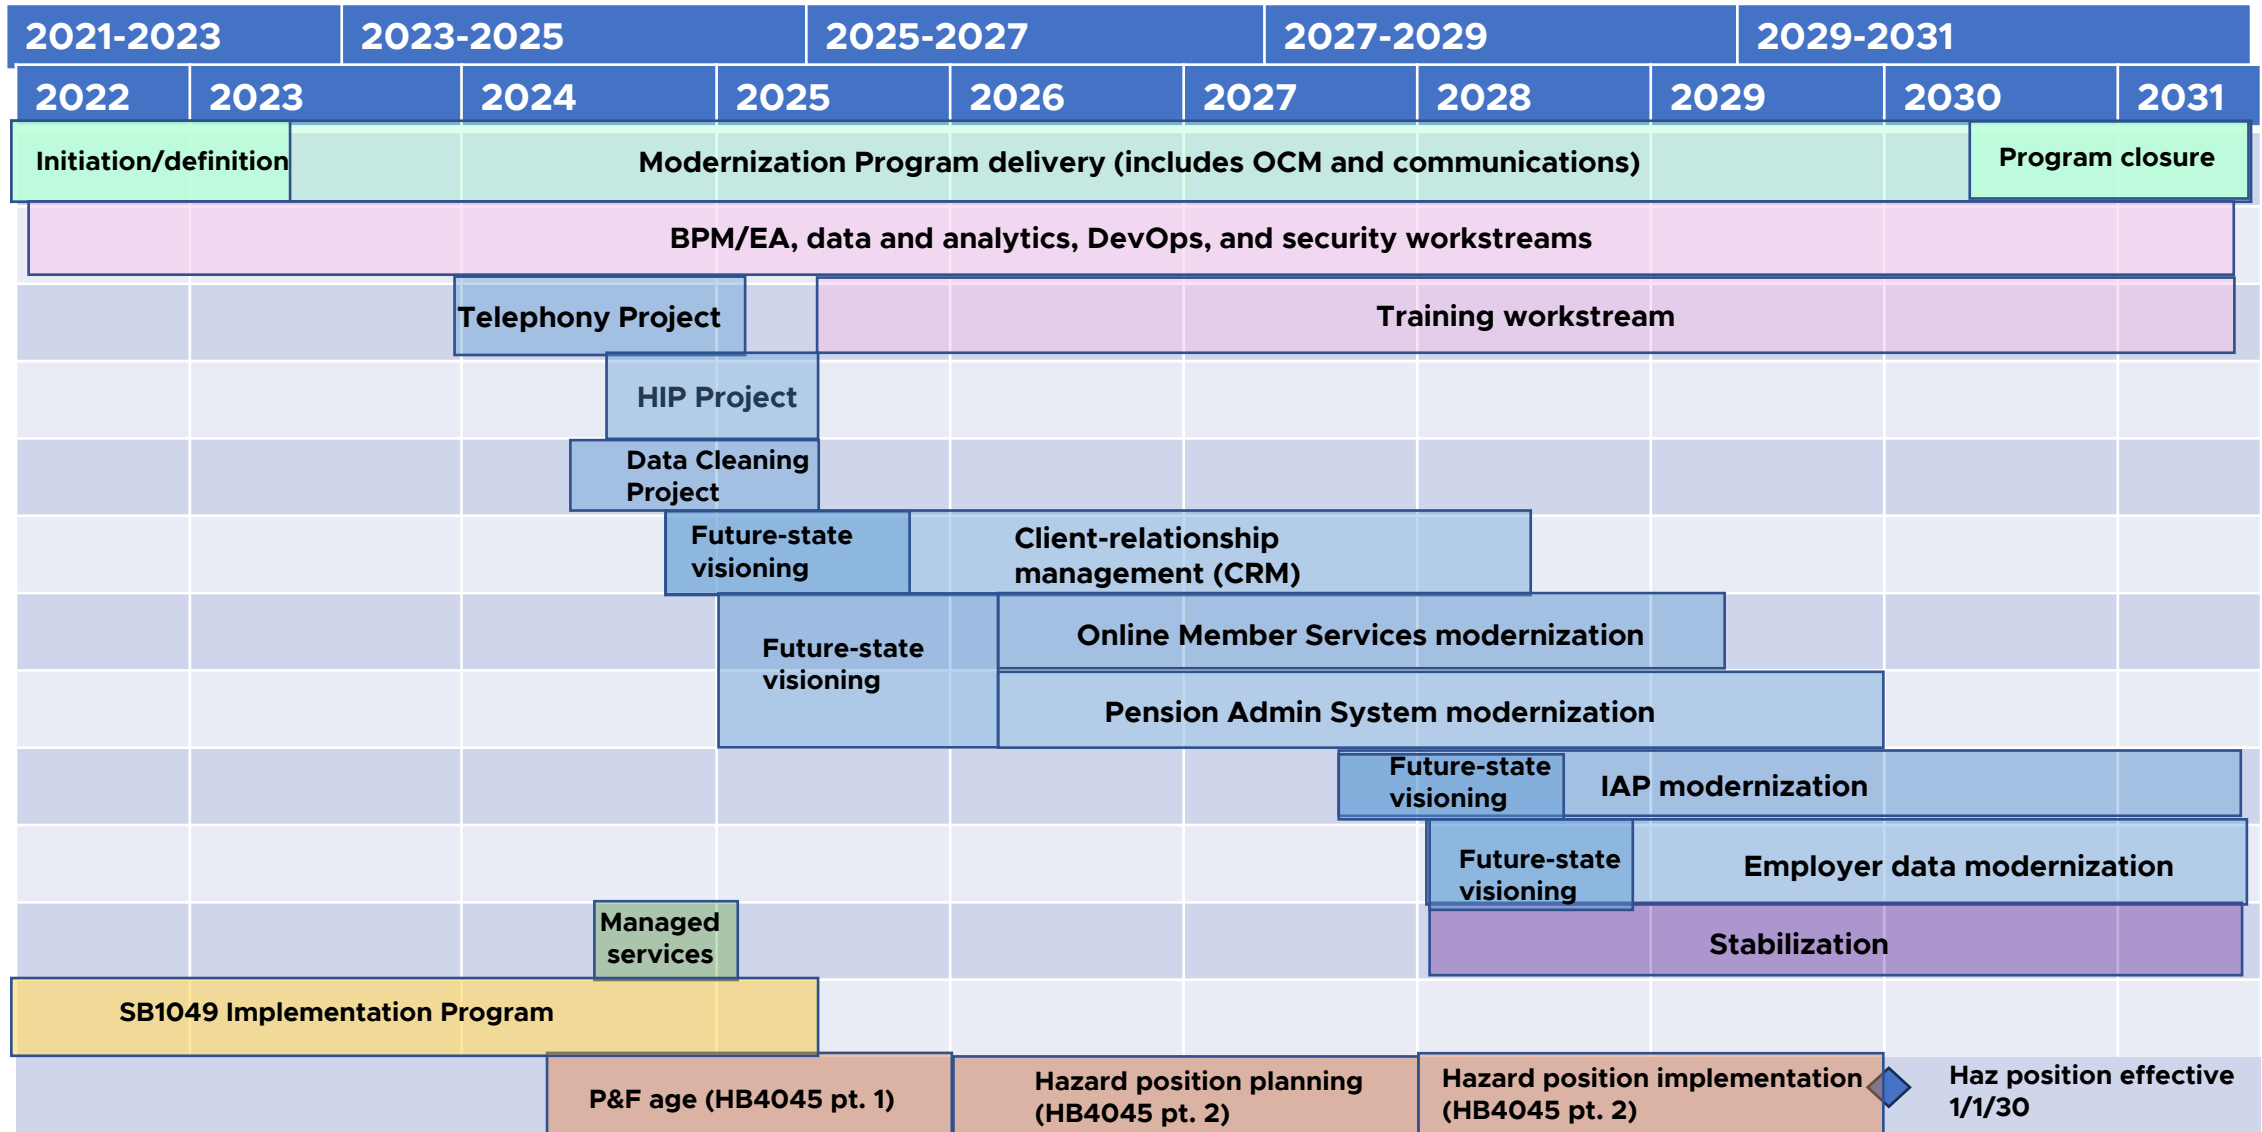 2021-2023
2023-2025
2025-2027
2027-2029
2029-2031
2022
2023
2024
2025
2026
2027
2028
2029
2030
2031
Initiation/definition
Modernization Program delivery (includes OCM and communications)
Program closure
BPM/EA, data and analytics, DevOps, and security workstreams
Telephony Project
Training workstream
HIP Project
Data Cleaning
Project
Future-state
visioning
Client-relationship
management (CRM)
Future-state
visioning
Online Member Services modernization
Pension Admin System modernization
Future-state
visioning
IAP modernization
Future-state
visioning
Employer data modernization
Managed
services
Stabilization
SB1049 Implementation Program
P&F age (HB4045 pt. 1)
Hazard position planning
(HB4045 pt. 2)
Hazard position implementation
(HB4045 pt. 2)
Haz position effective
1/1/30